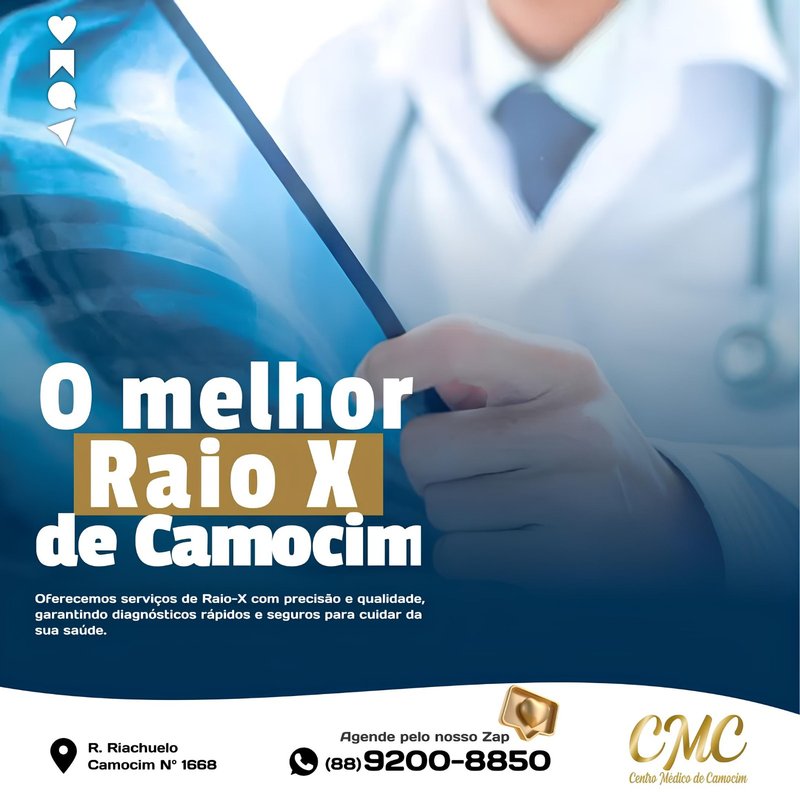 O melhor
Raio X
de Camocim
Oferecemos serviços de Raio-X com precisão e qualidade,
garantindo diagnósticos rápidos e seguros para cuidar da
sua saúde.
R. Riachuelo
Camocim Nº 1668
Agende pelo nosso Zap
(88)9200-8850
CMC
Centro Médico de Camocim